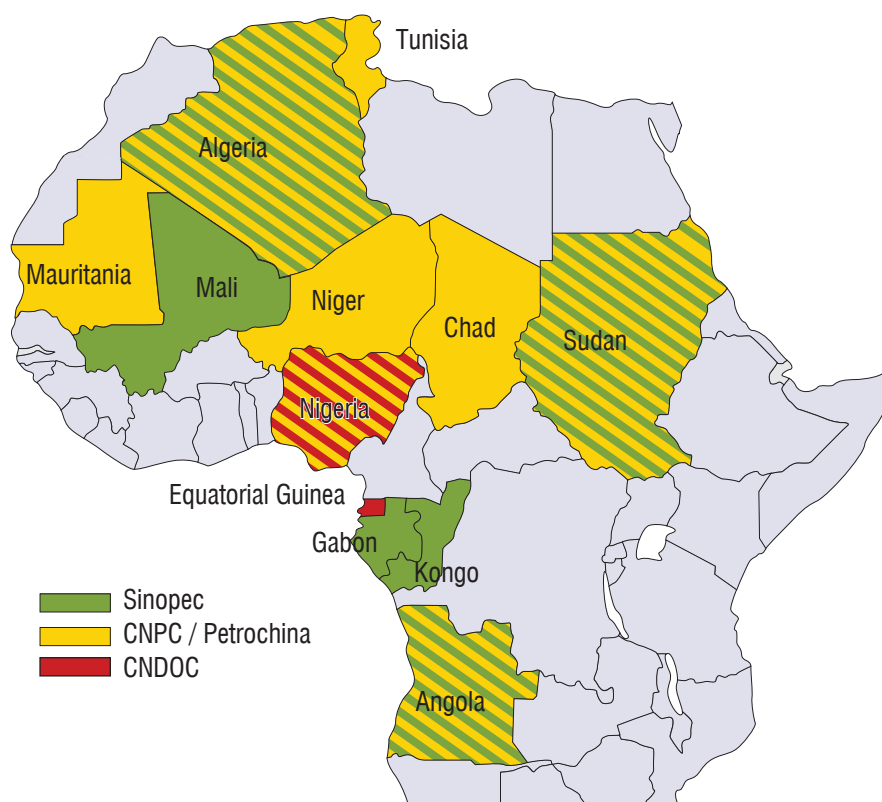 Tunisia
Algeria
Mauritania
Mali
Niger
Chad
Sudan
Nigeria
Equatorial Guinea
Gabon
Kongo
Sinopec
CNPC / Petrochina
CNDOC
Angola